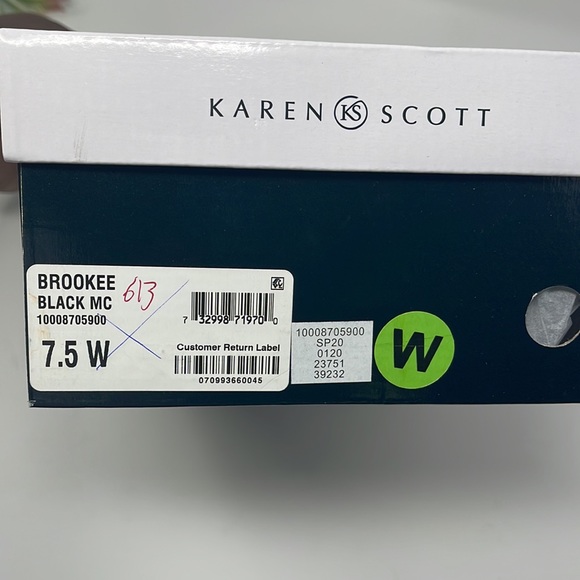 KAREN KS SCOTT
BROOKEE
BLACK MC 613
10008705900
7.5 W
7 32998 71970 0
Customer Return Label
070993660045
10008705900
SP20
0120
23751
39232
W